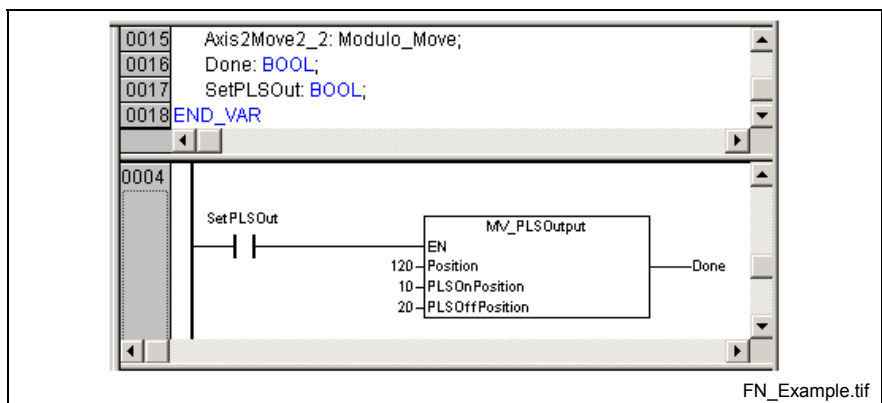 0015 Axis2Move2_2: Modulo_Move;
0016 Done: BOOL;
0017 SetPLSOut: BOOL;
0018 END_VAR
0004
SetPLSOut
MV_PLSOutput
EN
120 Position Done
10 PLSOnPosition
20 PLSOffPosition
FN_Example.tif